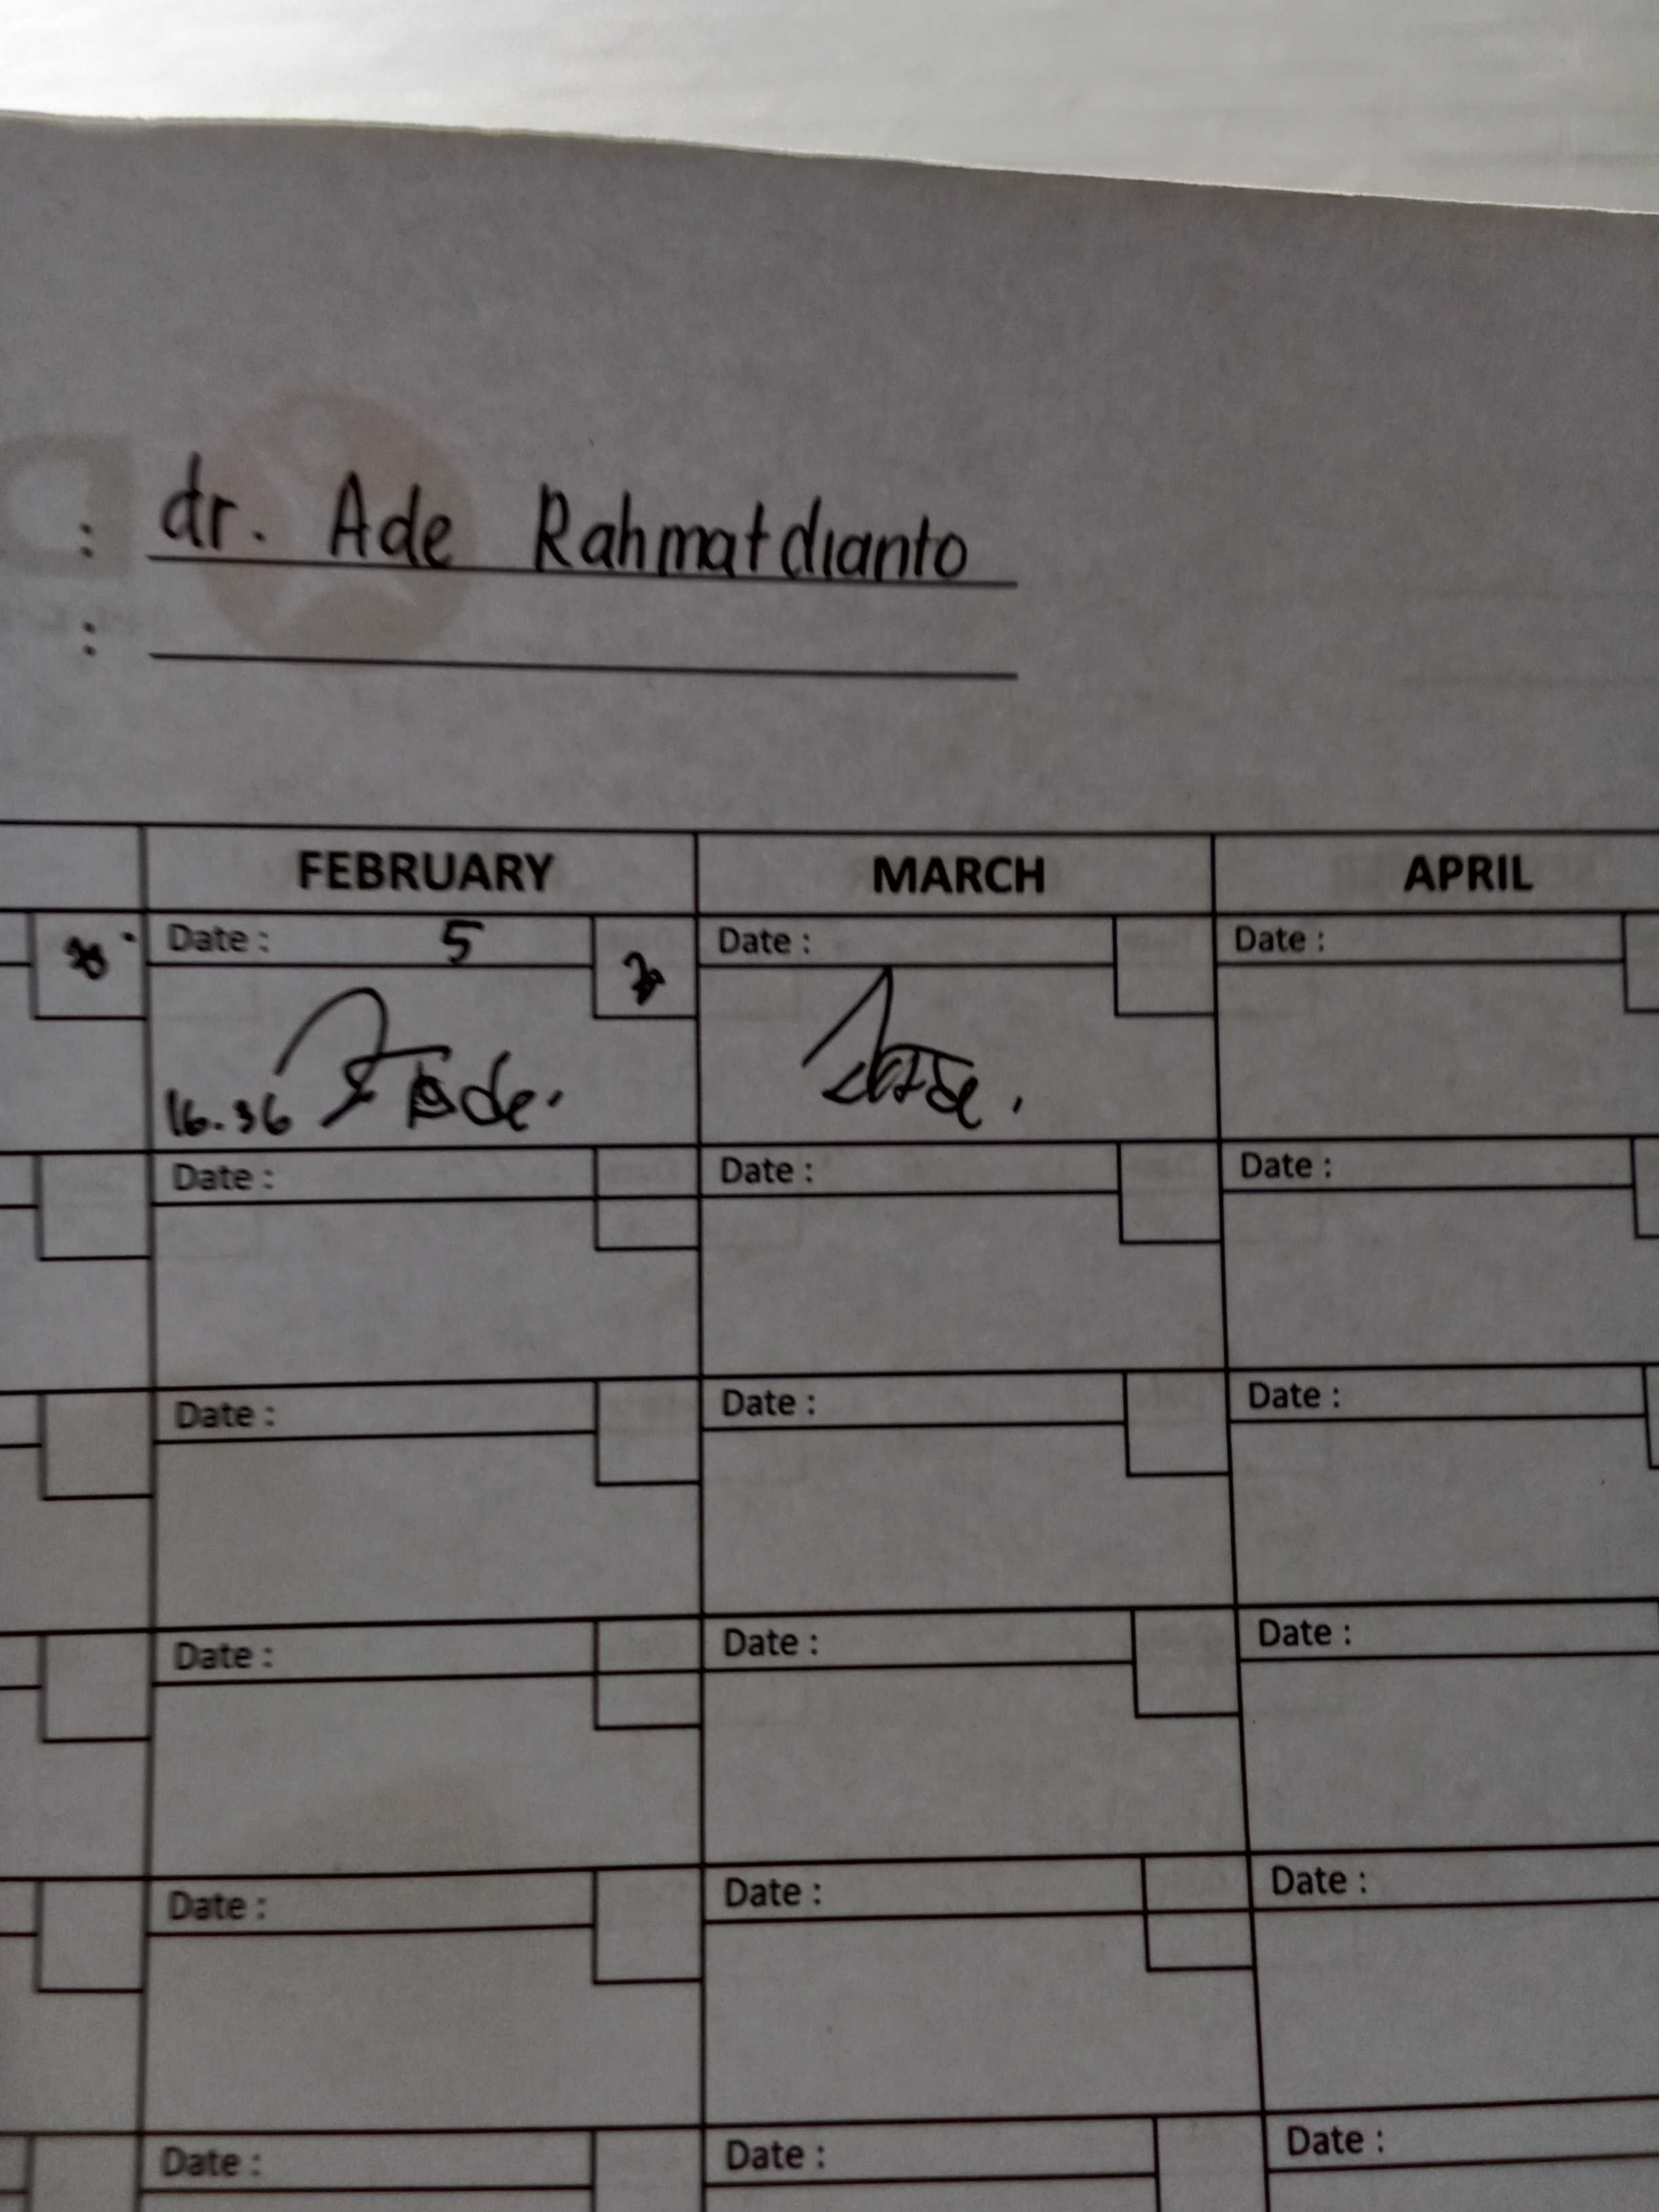 : dr. Ade Rahmatdianto
:
FEBRUARY MARCH APRIL
Date : 5 Date : Date :
16.36 Ade.
Date : Date : Date :
Date : Date : Date :
Date : Date : Date :
Date : Date : Date :
Date : Date : Date :